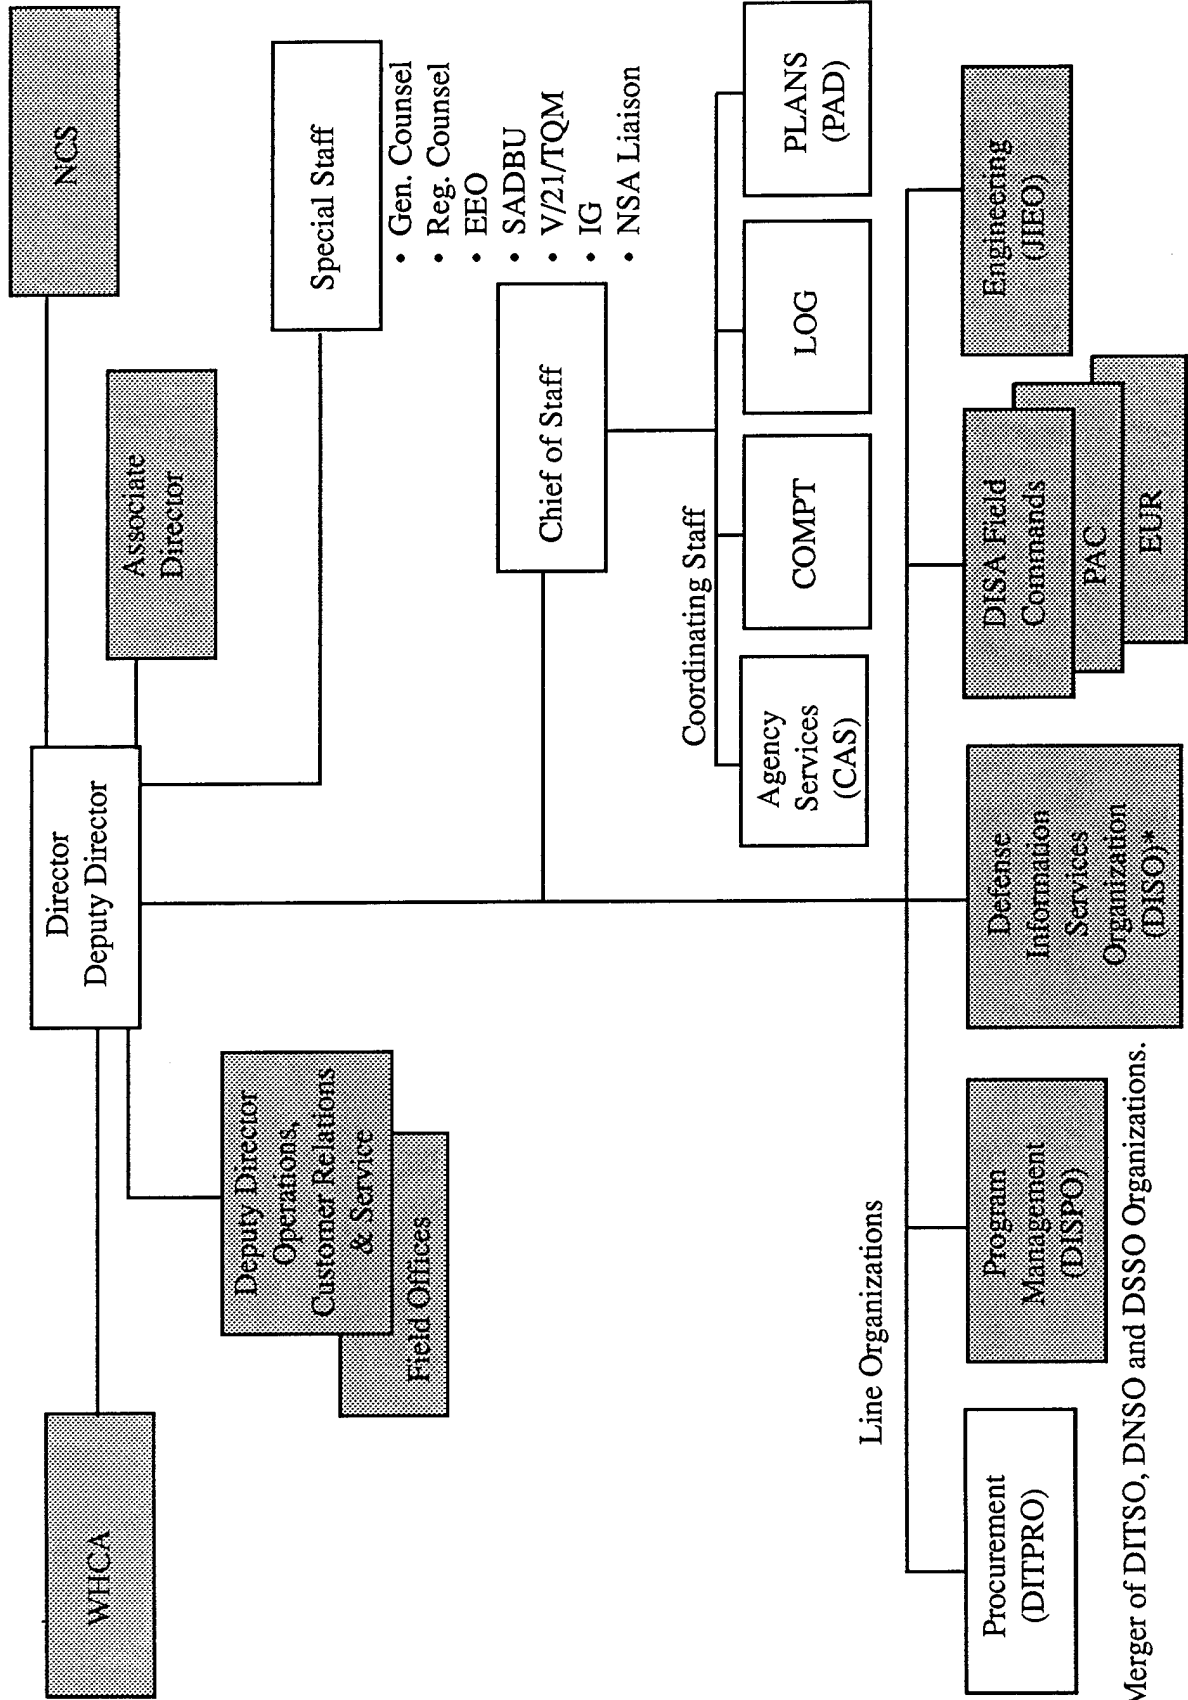 WHCA
Director
Deputy Director
NCS
Associate
Director
Deputy Director
Operations,
Customer Relations
& Service
Field Offices
Special Staff
• Gen. Counsel
• Reg. Counsel
• EEO
• SADBU
• V/21/TQM
• IG
• NSA Liaison
Chief of Staff
Coordinating Staff
Agency
Services
(CAS)
COMPT
LOG
PLANS
(PAD)
Line Organizations
Procurement
(DITPRO)
Program
Management
(DISPO)
Defense
Information
Services
Organization
(DISO)*
DISA Field
Commands
PAC
EUR
Engineering
(JIEO)
Merger of DITSO, DNSO and DSSO Organizations.